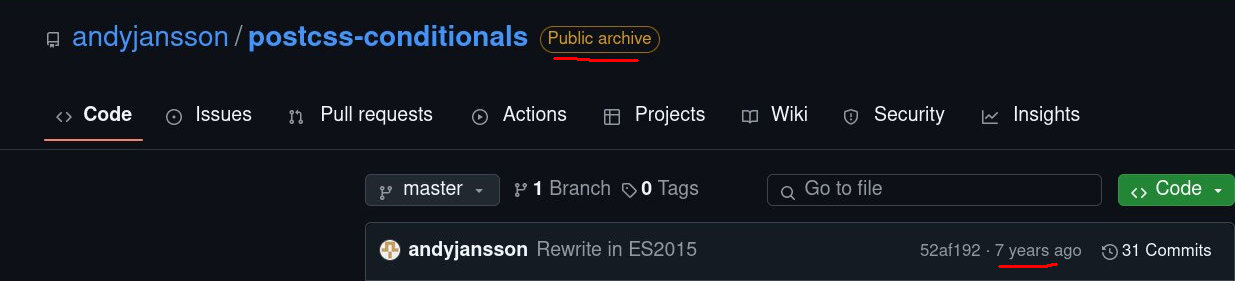 andyjansson / postcss-conditionals Public archive
Code Issues Pull requests Actions Projects Wiki Security Insights
master 1 Branch 0 Tags Go to file Code
andyjansson Rewrite in ES2015 52af192 · 7 years ago 31 Commits